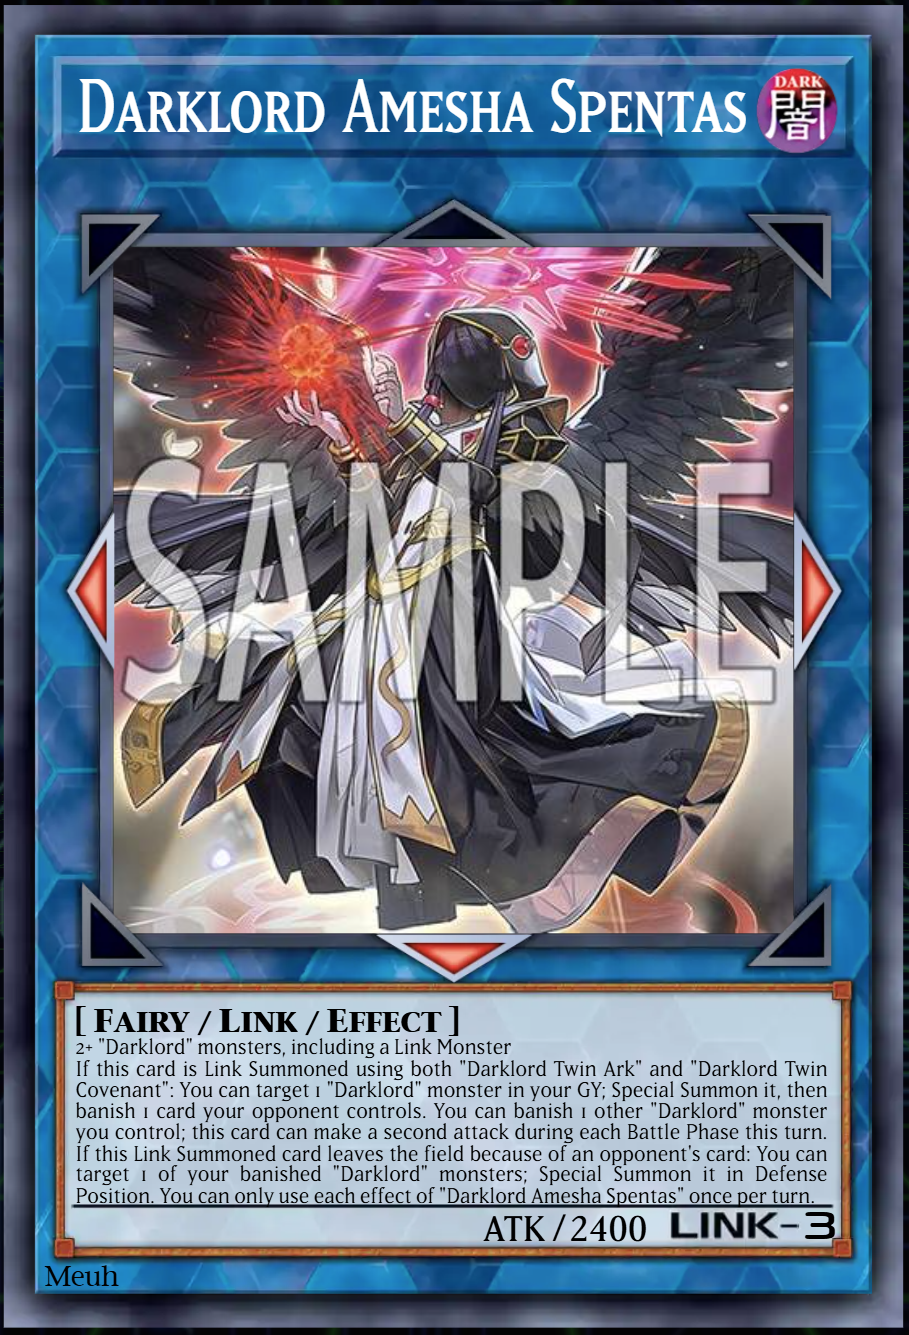 DARKLORD AMESHA SPENTAS
DARK
闇
SAMPLE
[ FAIRY / LINK / EFFECT ]
2+ "Darklord" monsters, including a Link Monster
If this card is Link Summoned using both "Darklord Twin Ark" and "Darklord Twin
Covenant": You can target 1 "Darklord" monster in your GY; Special Summon it, then
banish 1 card your opponent controls. You can banish 1 other "Darklord" monster
you control; this card can make a second attack during each Battle Phase this turn.
If this Link Summoned card leaves the field because of an opponent's card: You can
target 1 of your banished "Darklord" monsters; Special Summon it in Defense
Position. You can only use each effect of "Darklord Amesha Spentas" once per turn.
ATK/2400 LINK-3
Meuh